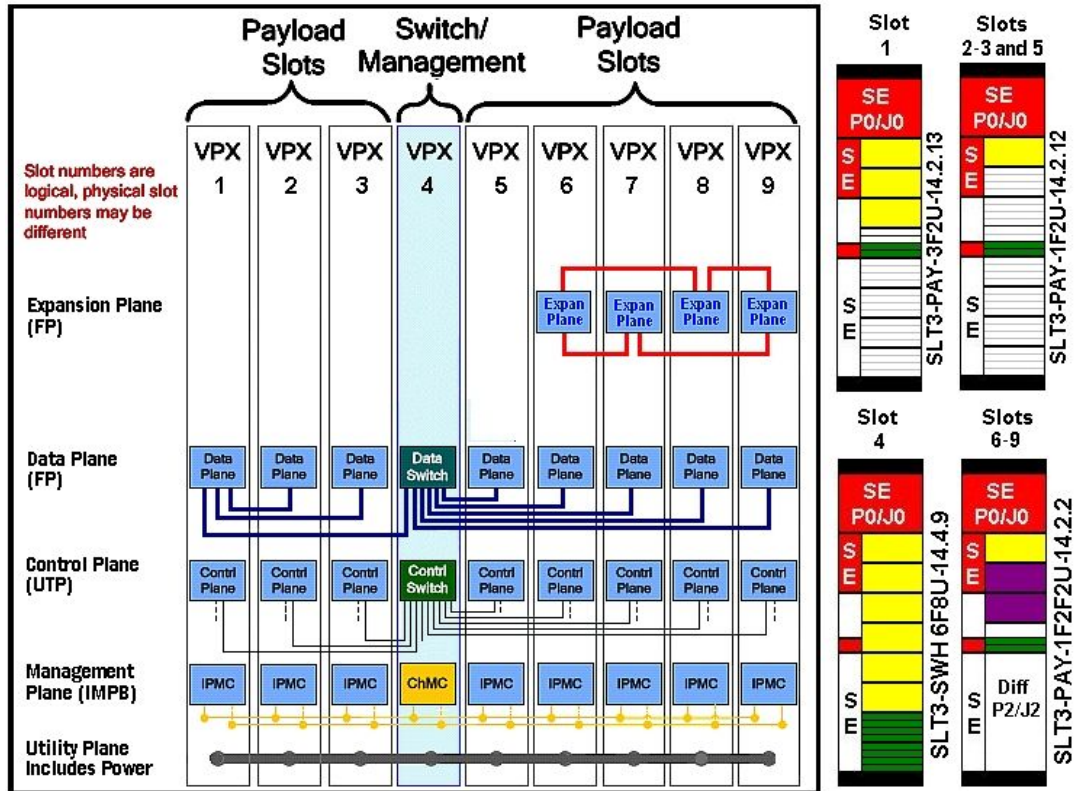 Payload
Slots
Switch/
Management
Payload
Slots
Slot numbers are
logical, physical slot
numbers may be
different
VPX VPX VPX VPX VPX VPX VPX VPX VPX
1 2 3 4 5 6 7 8 9
Expansion Plane
(FP)
Expan
Plane
Expan
Plane
Expan
Plane
Expan
Plane
Data Plane
(FP)
Data
Plane
Data
Plane
Data
Plane
Data
Switch
Data
Plane
Data
Plane
Data
Plane
Data
Plane
Data
Plane
Control Plane
(UTP)
Contrl
Plane
Contrl
Plane
Contrl
Plane
Contrl
Switch
Contrl
Plane
Contrl
Plane
Contrl
Plane
Contrl
Plane
Contrl
Plane
Management
Plane (IMPB)
IPMC IPMC IPMC ChMC IPMC IPMC IPMC IPMC IPMC
Utility Plane
Includes Power
Slot
1
SE
P0/J0
S
E
S
E
SLT3-PAY-3F2U-14.2.13
Slots
2-3 and 5
SE
P0/J0
S
E
S
E
SLT3-PAY-1F2U-14.2.12
Slot
4
SE
P0/J0
S
E
S
E
SLT3-SWH 6F8U-14.4.9
Slots
6-9
SE
P0/J0
S
E
S
E
Diff
P2/J2
SLT3-PAY-1F2F2U-14.2.2